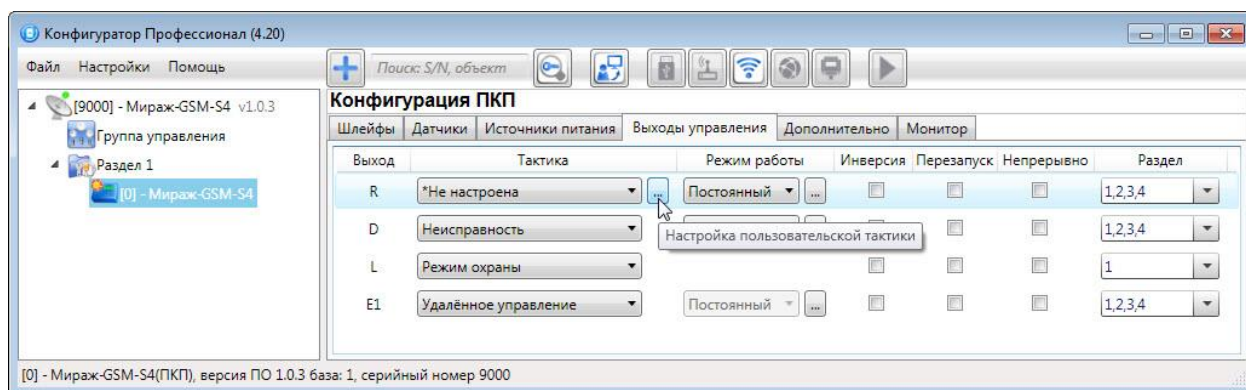 Конфигуратор Профессионал (4.20)
Файл Настройки Помощь
Поиск: S/N, объект
[9000] - Мираж-GSM-S4 v1.0.3
Группа управления
Раздел 1
[0] - Мираж-GSM-S4
Конфигурация ПКП
Шлейфы Датчики Источники питания Выходы управления Дополнительно Монитор
Выход Тактика Режим работы Инверсия Перезапуск Непрерывно Раздел
R *Не настроена ... Постоянный ... 1,2,3,4
D Неисправность 1,2,3,4
Настройка пользовательской тактики
L Режим охраны 1
E1 Удалённое управление Постоянный ... 1,2,3,4
[0] - Мираж-GSM-S4(ПКП), версия ПО 1.0.3 база: 1, серийный номер 9000